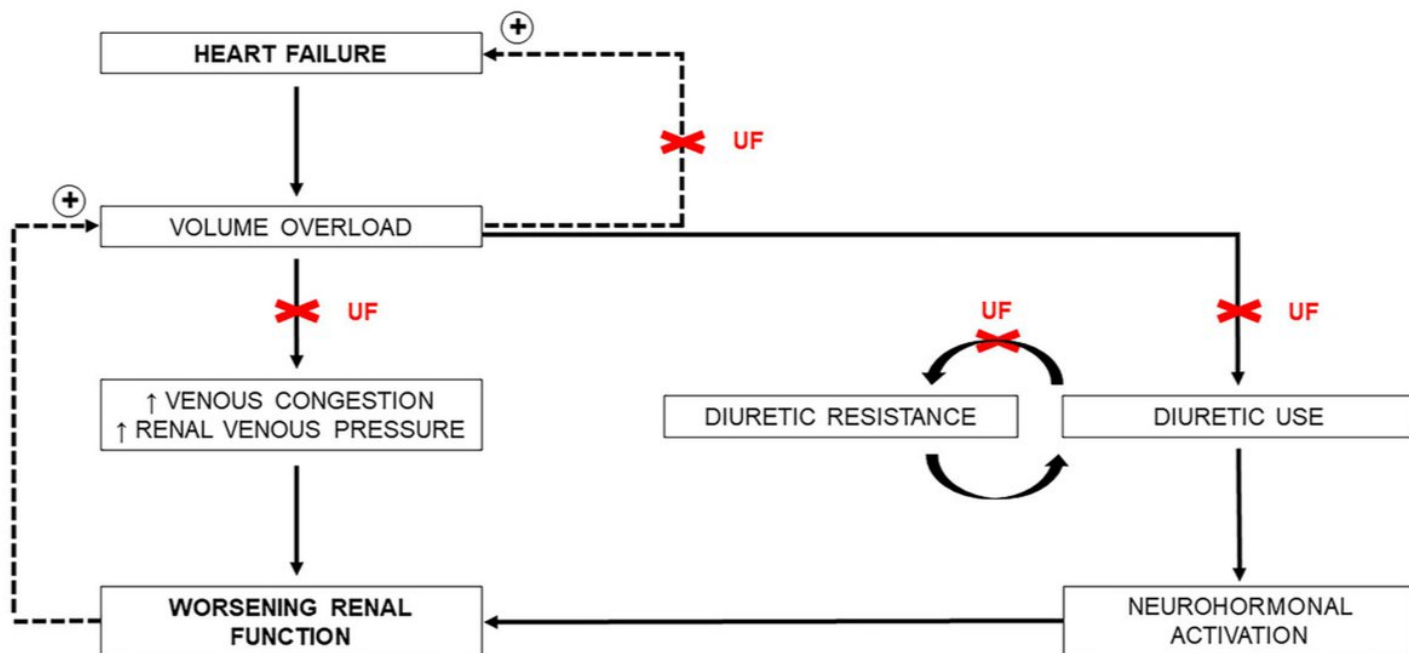 +
HEART FAILURE
UF
+
VOLUME OVERLOAD
UF
UF
UF
↑ VENOUS CONGESTION
↑ RENAL VENOUS PRESSURE
DIURETIC RESISTANCE
DIURETIC USE
WORSENING RENAL
FUNCTION
NEUROHORMONAL
ACTIVATION